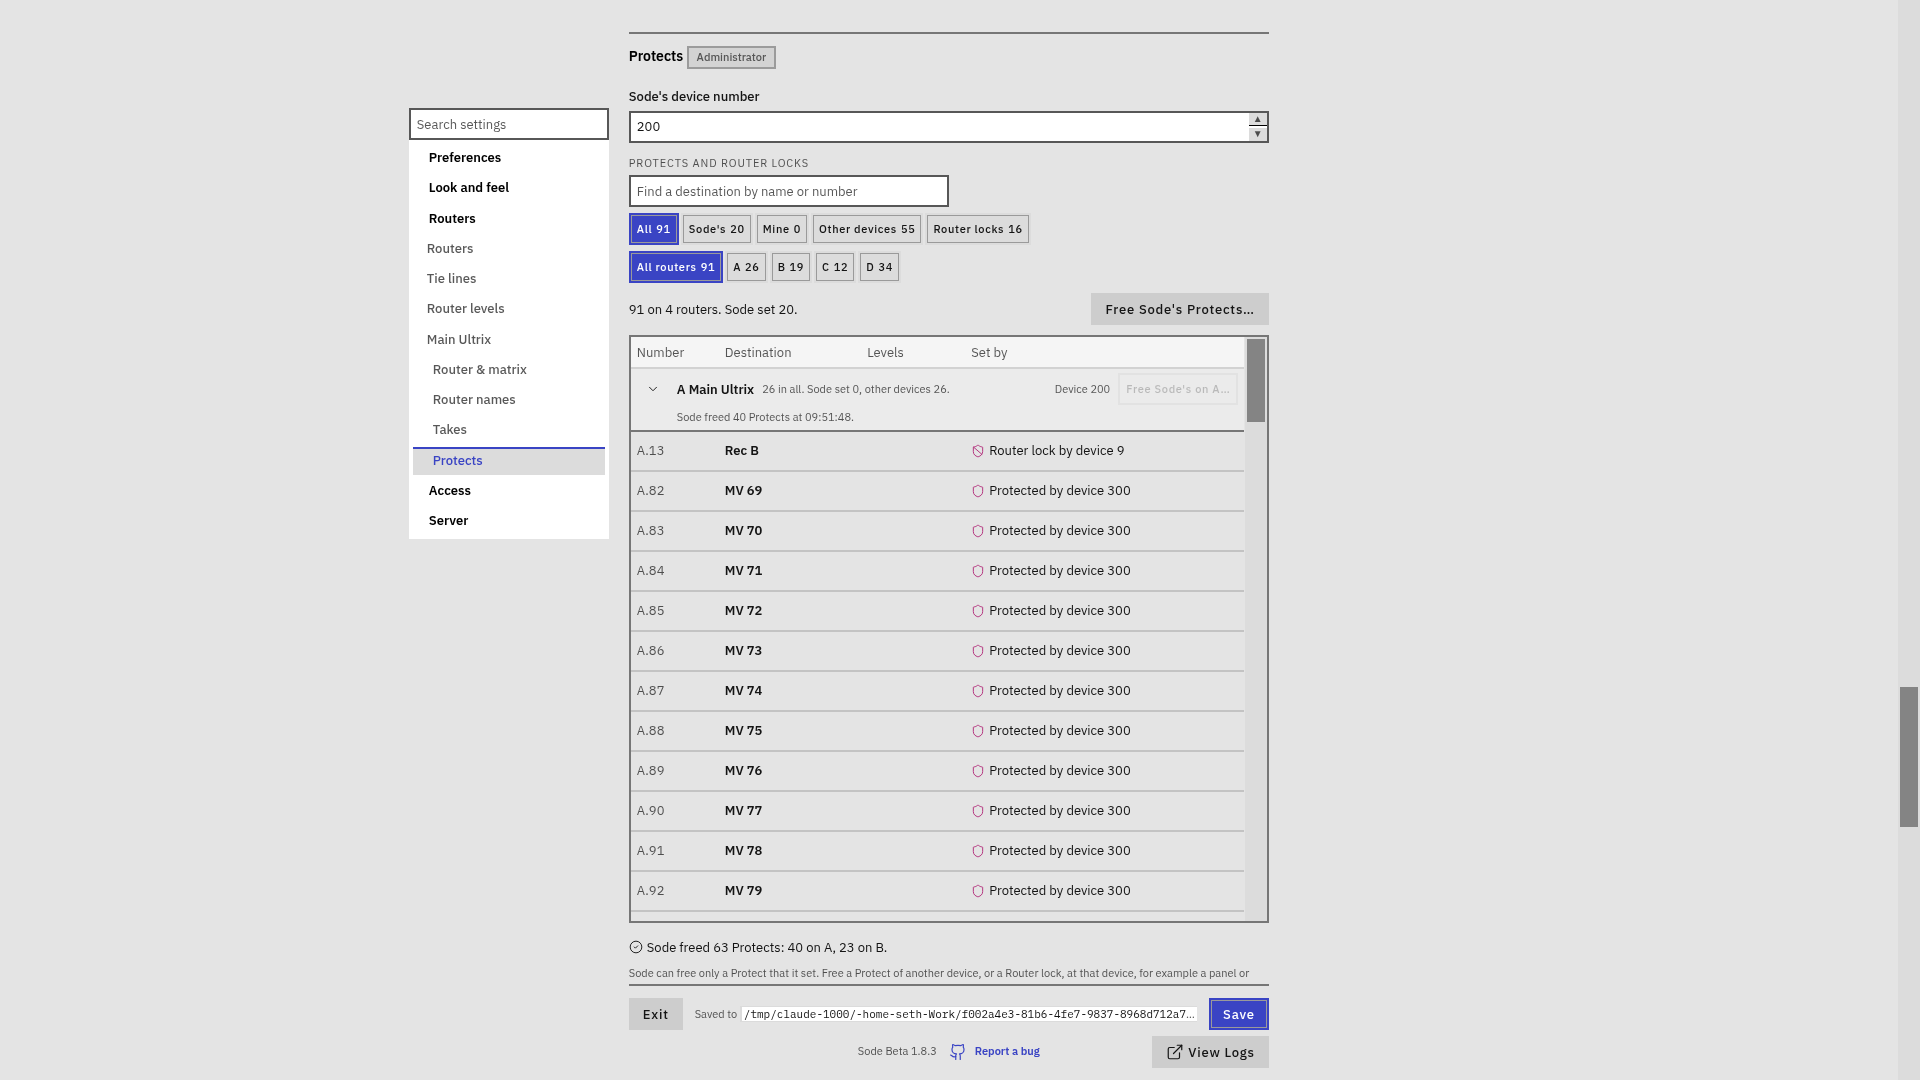 Protects Administrator
Sode's device number
200
PROTECTS AND ROUTER LOCKS
Find a destination by name or number
All 91 Sode's 20 Mine 0 Other devices 55 Router locks 16
All routers 91 A 26 B 19 C 12 D 34
91 on 4 routers. Sode set 20. Free Sode's Protects...
Search settings
Preferences
Look and feel
Routers
Routers
Tie lines
Router levels
Main Ultrix
Router & matrix
Router names
Takes
Protects
Access
Server
Number Destination Levels Set by
A Main Ultrix 26 in all. Sode set 0, other devices 26. Device 200 Free Sode's on A...
Sode freed 40 Protects at 09:51:48.
A.13 Rec B Router lock by device 9
A.82 MV 69 Protected by device 300
A.83 MV 70 Protected by device 300
A.84 MV 71 Protected by device 300
A.85 MV 72 Protected by device 300
A.86 MV 73 Protected by device 300
A.87 MV 74 Protected by device 300
A.88 MV 75 Protected by device 300
A.89 MV 76 Protected by device 300
A.90 MV 77 Protected by device 300
A.91 MV 78 Protected by device 300
A.92 MV 79 Protected by device 300
Sode freed 63 Protects: 40 on A, 23 on B.
Sode can free only a Protect that it set. Free a Protect of another device, or a Router lock, at that device, for example a panel or
Exit Saved to /tmp/claude-1000/-home-seth-Work/f002a4e3-81b6-4fe7-9837-8968d712a7... Save
Sode Beta 1.8.3 Report a bug View Logs